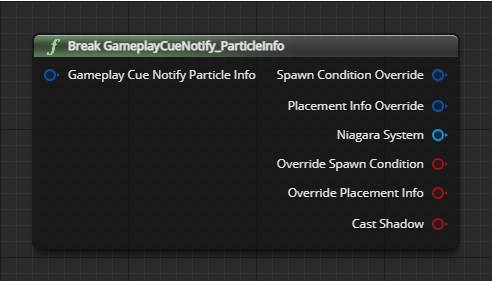 f Break GameplayCueNotify_ParticleInfo
Gameplay Cue Notify Particle Info Spawn Condition Override
Placement Info Override
Niagara System
Override Spawn Condition
Override Placement Info
Cast Shadow